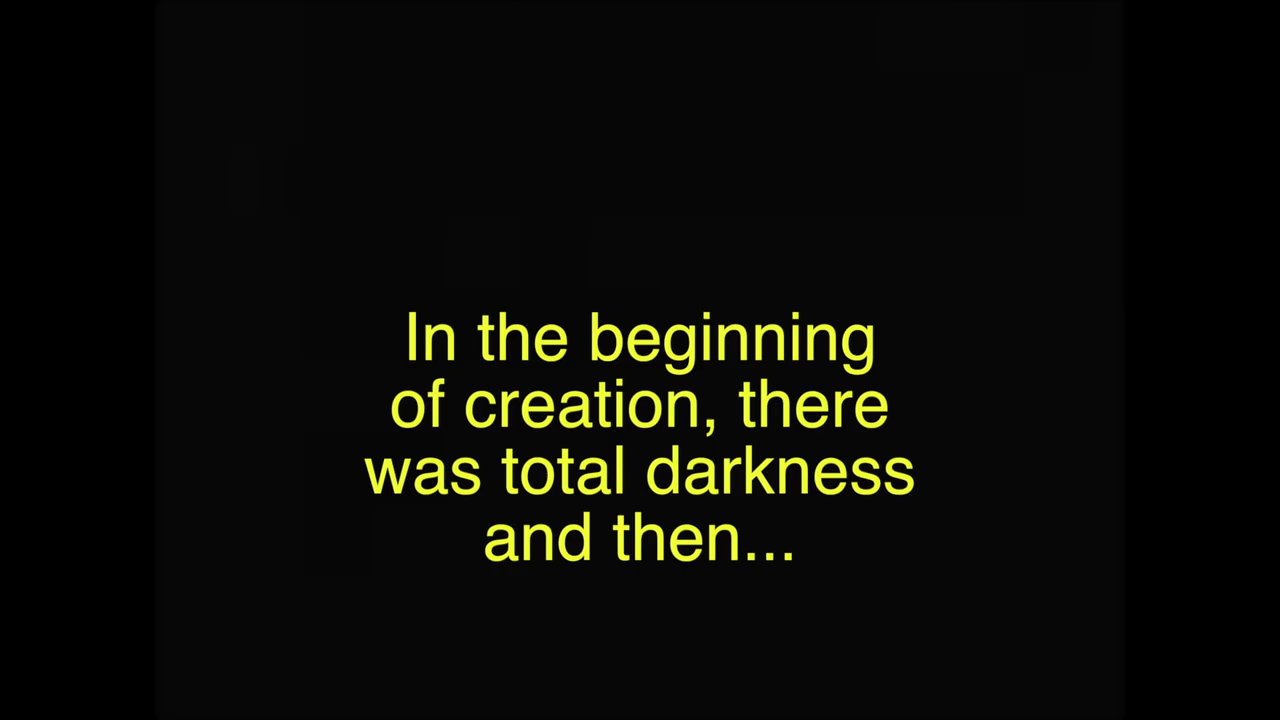 In the beginning
of creation, there
was total darkness
and then...